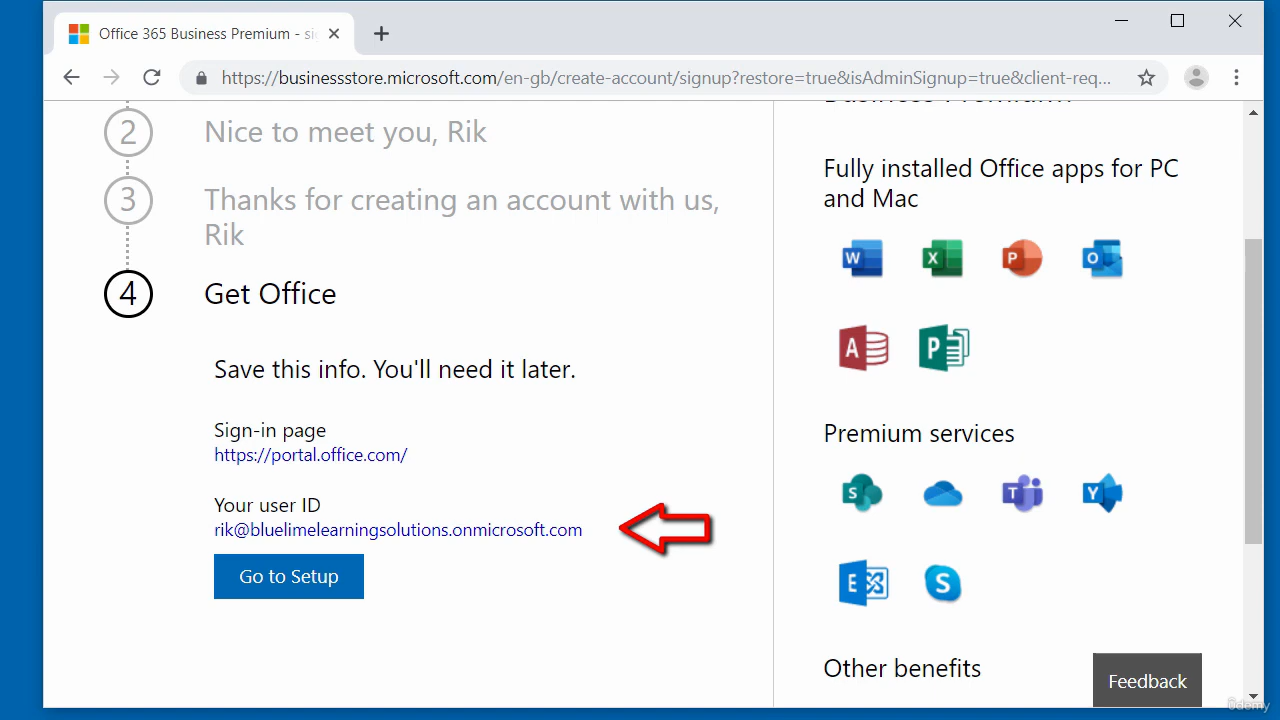 Office 365 Business Premium - si
https://businessstore.microsoft.com/en-gb/create-account/signup?restore=true&isAdminSignup=true&client-req...
2
Nice to meet you, Rik
3
Thanks for creating an account with us,
Rik
4
Get Office
Save this info. You'll need it later.
Sign-in page
https://portal.office.com/
Your user ID
rik@bluelimelearningsolutions.onmicrosoft.com
Go to Setup
Business Premium
Fully installed Office apps for PC
and Mac
W
X
P
O
A
P
Premium services
S
T
Y
E
S
Other benefits
Feedback
Udemy